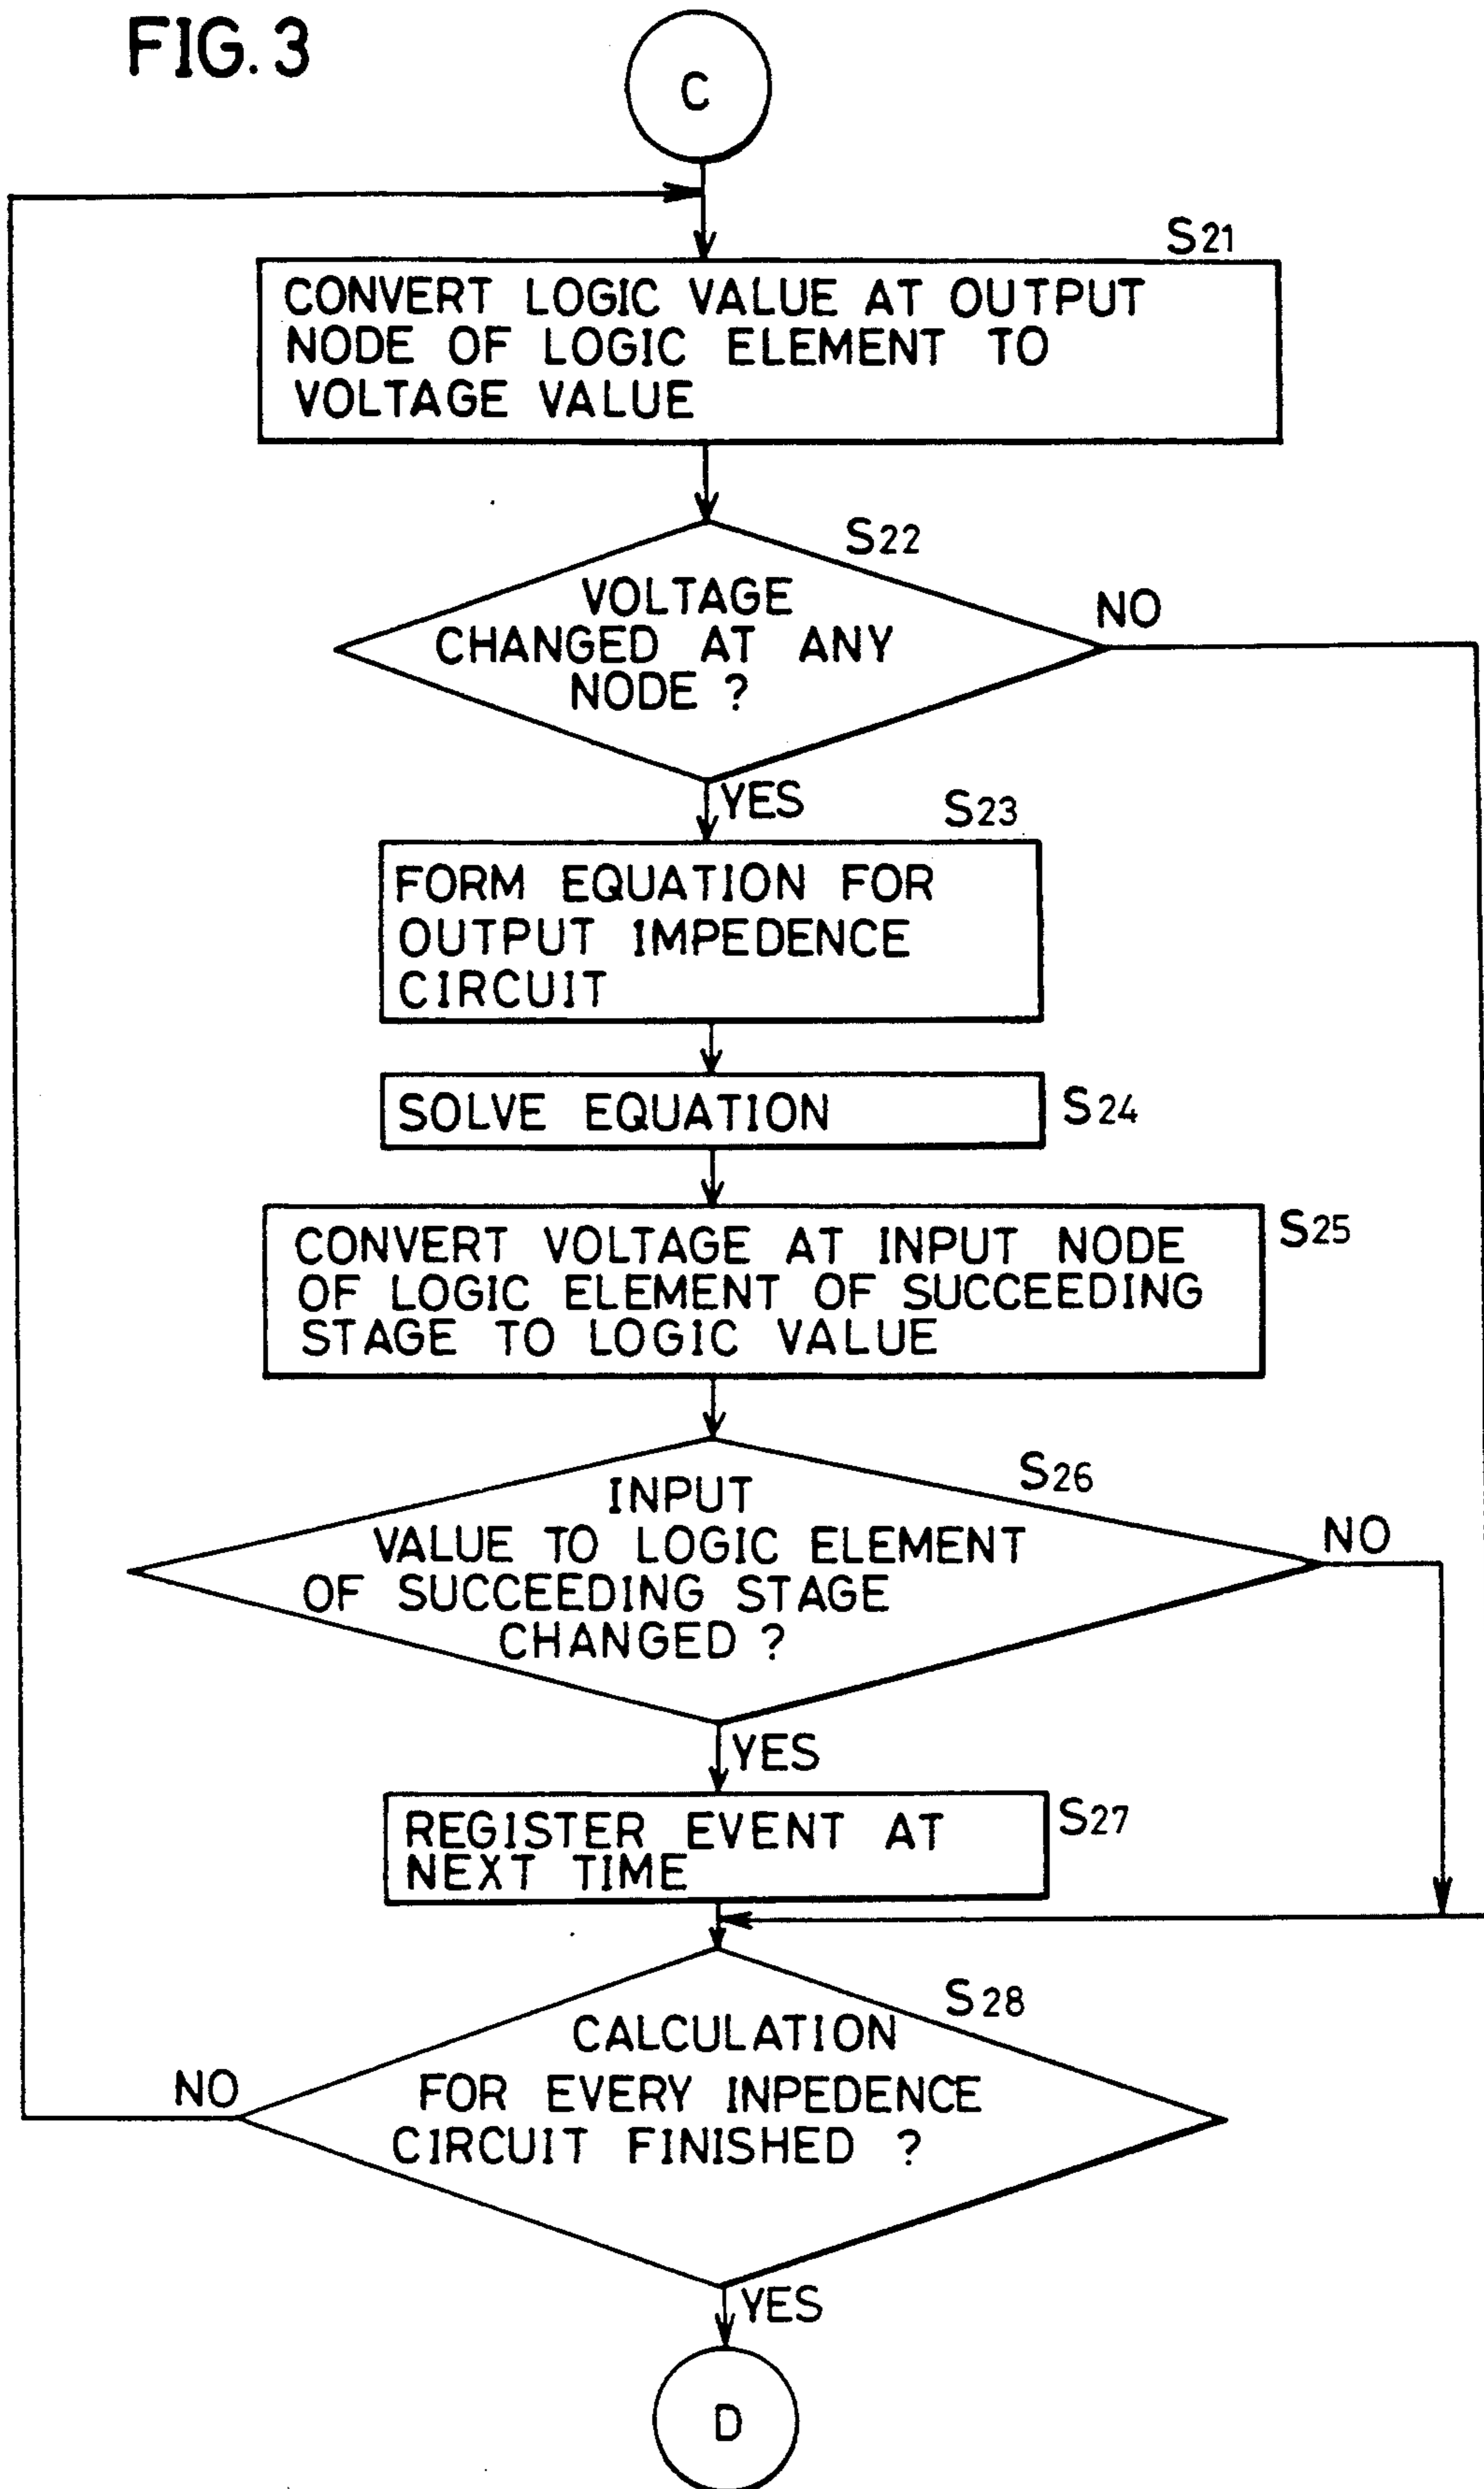 FIG. 3
C
S21
CONVERT LOGIC VALUE AT OUTPUT
NODE OF LOGIC ELEMENT TO
VOLTAGE VALUE
S22
VOLTAGE
CHANGED AT ANY
NODE ?
NO
YES
S23
FORM EQUATION FOR
OUTPUT IMPEDENCE
CIRCUIT
SOLVE EQUATION
S24
CONVERT VOLTAGE AT INPUT NODE
OF LOGIC ELEMENT OF SUCCEEDING
STAGE TO LOGIC VALUE
S25
S26
INPUT
VALUE TO LOGIC ELEMENT
OF SUCCEEDING STAGE
CHANGED ?
NO
YES
REGISTER EVENT AT
NEXT TIME
S27
S28
CALCULATION
FOR EVERY INPEDENCE
CIRCUIT FINISHED ?
NO
YES
D